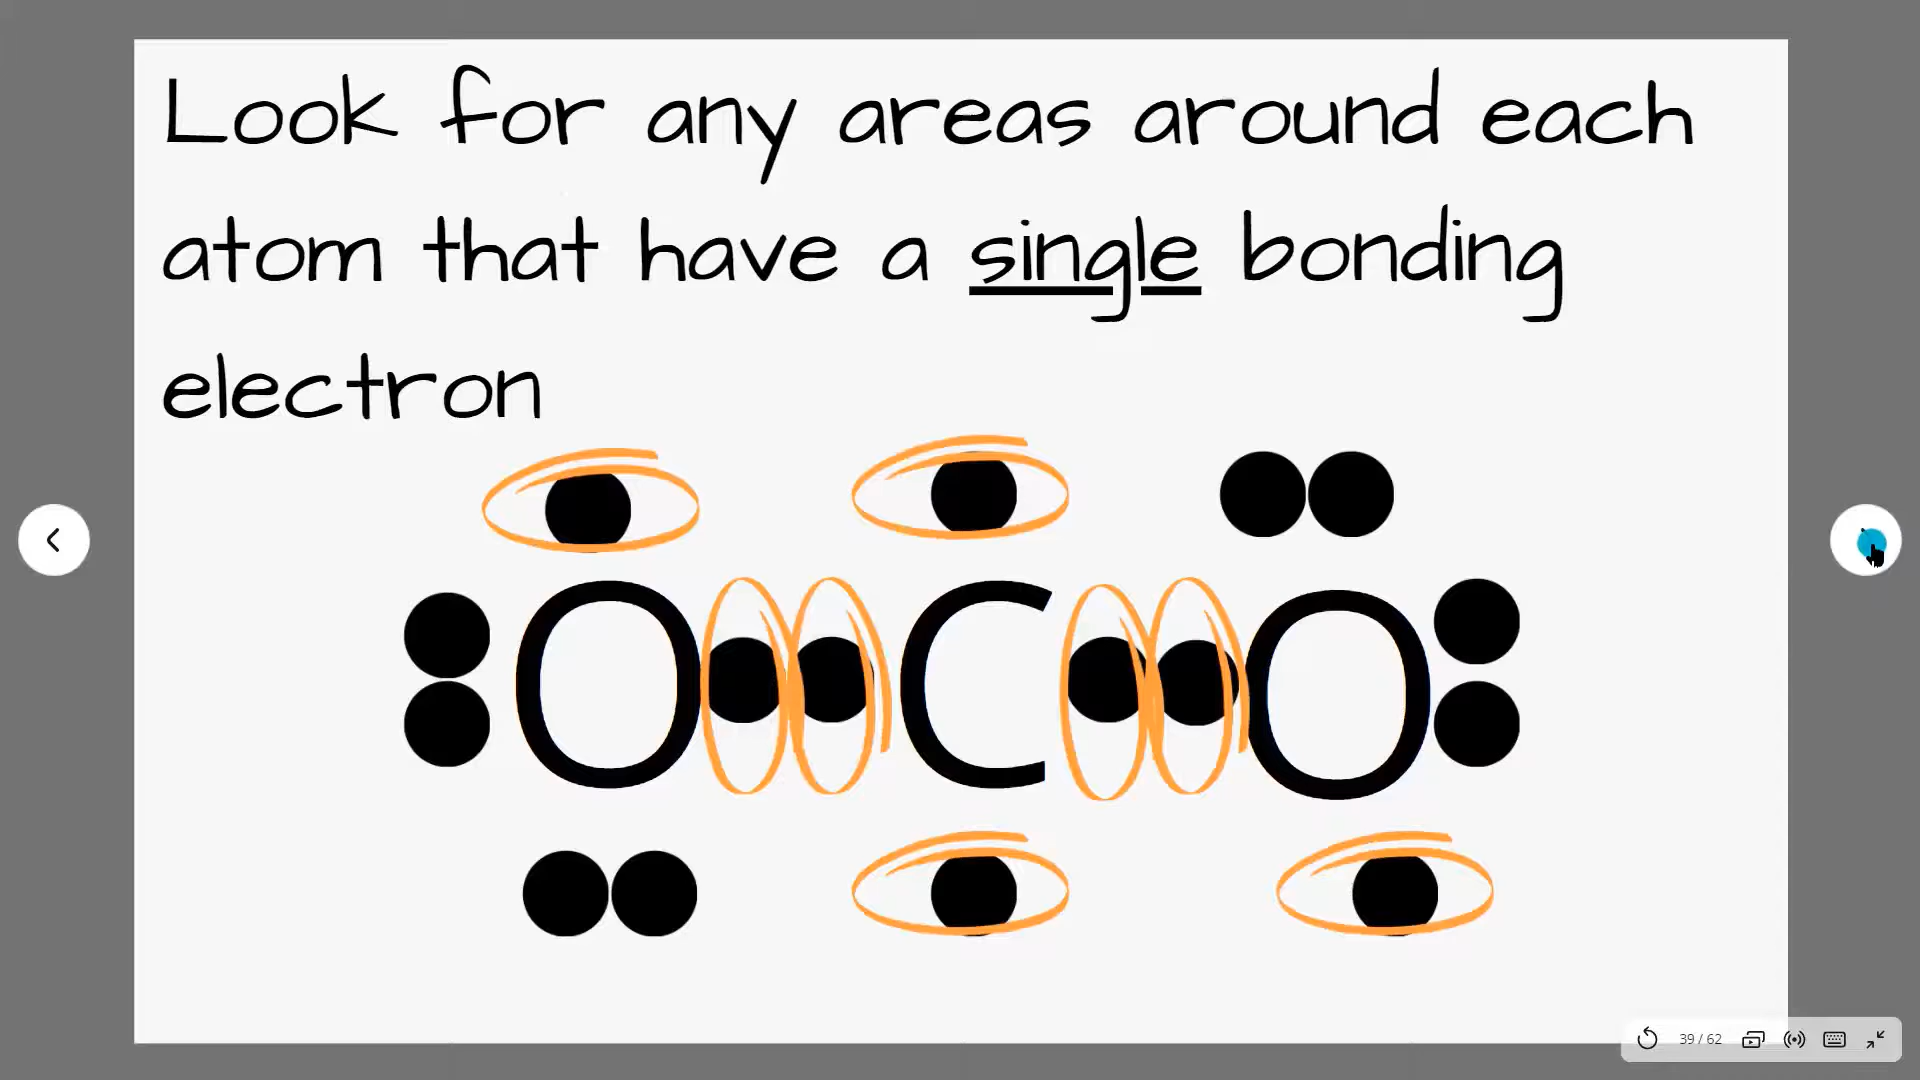 Look for any areas around each
atom that have a single bonding
electron
O C O
39 / 62